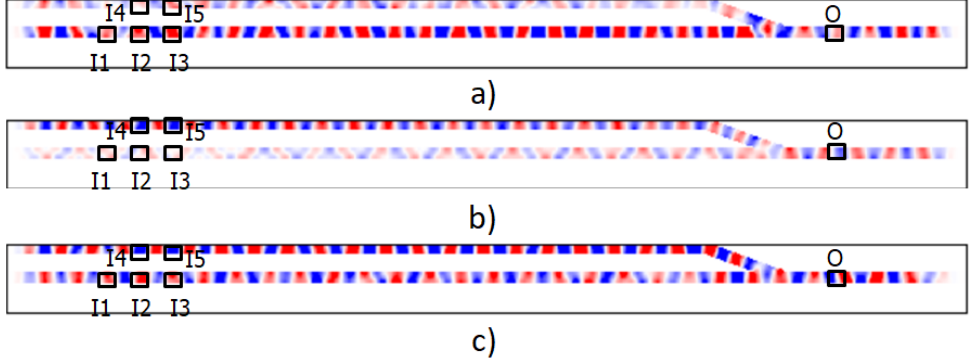 I4 I5 O
I1 I2 I3
a)
I4 I5 O
I1 I2 I3
b)
I4 I5 O
I1 I2 I3
c)